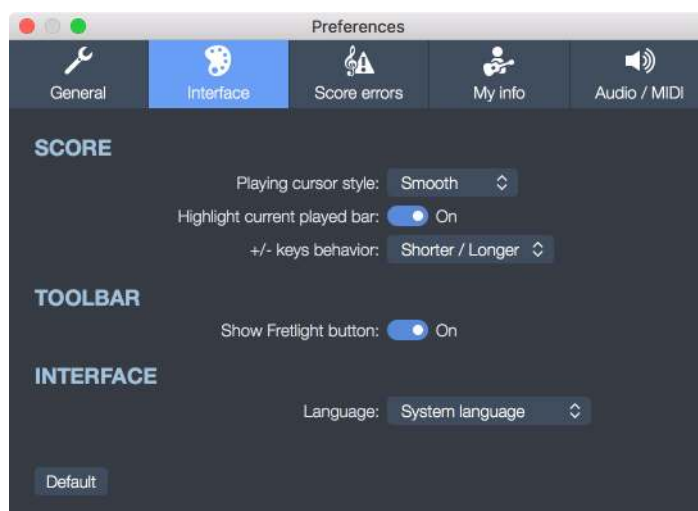 Preferences
General Interface Score errors My info Audio / MIDI
SCORE
Playing cursor style: Smooth
Highlight current played bar: On
+/- keys behavior: Shorter / Longer
TOOLBAR
Show Fretlight button: On
INTERFACE
Language: System language
Default